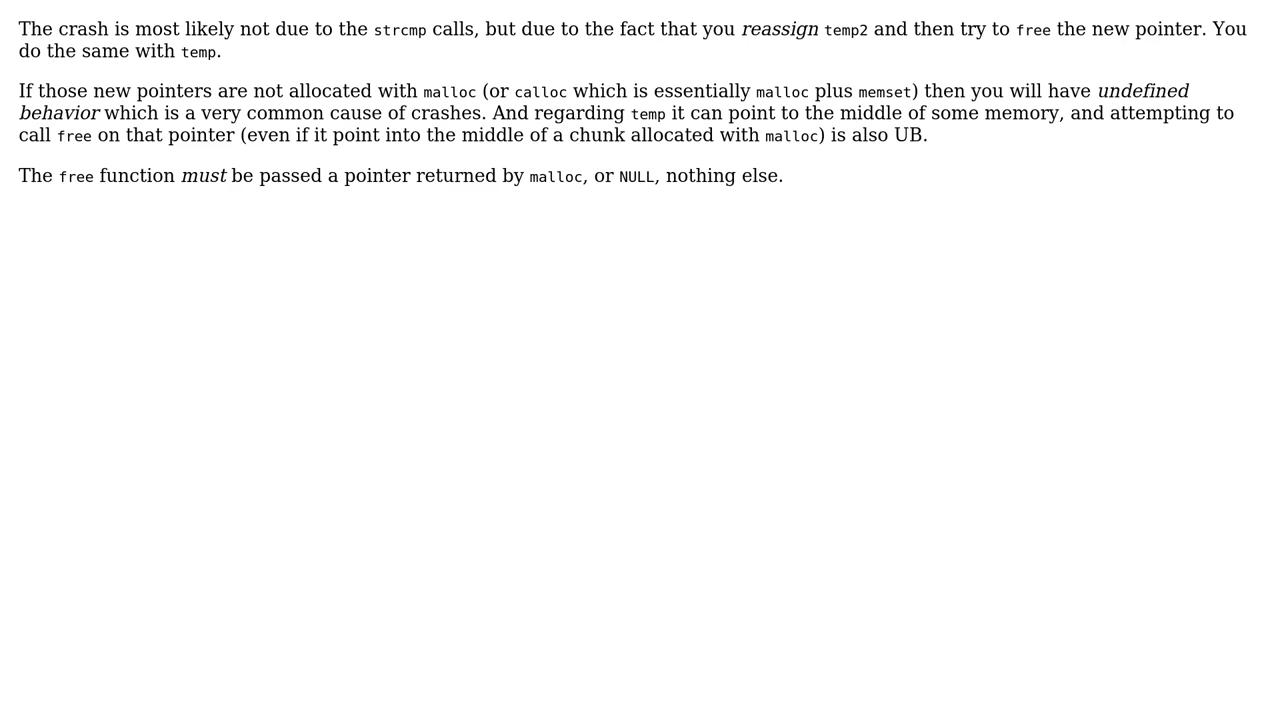 The crash is most likely not due to the strcmp calls, but due to the fact that you reassign temp2 and then try to free the new pointer. You
do the same with temp.
If those new pointers are not allocated with malloc (or calloc which is essentially malloc plus memset) then you will have undefined
behavior which is a very common cause of crashes. And regarding temp it can point to the middle of some memory, and attempting to
call free on that pointer (even if it point into the middle of a chunk allocated with malloc) is also UB.
The free function must be passed a pointer returned by malloc, or NULL, nothing else.